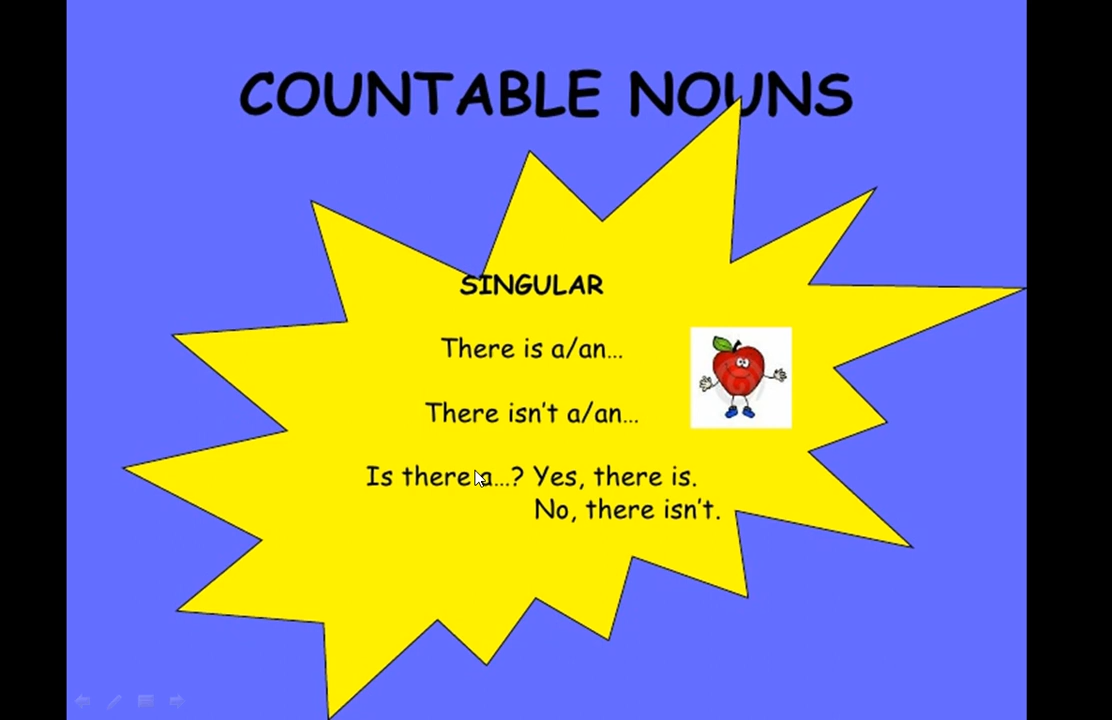 COUNTABLE NOUNS
SINGULAR
There is a/an...
There isn't a/an...
Is there a...? Yes, there is.
No, there isn't.